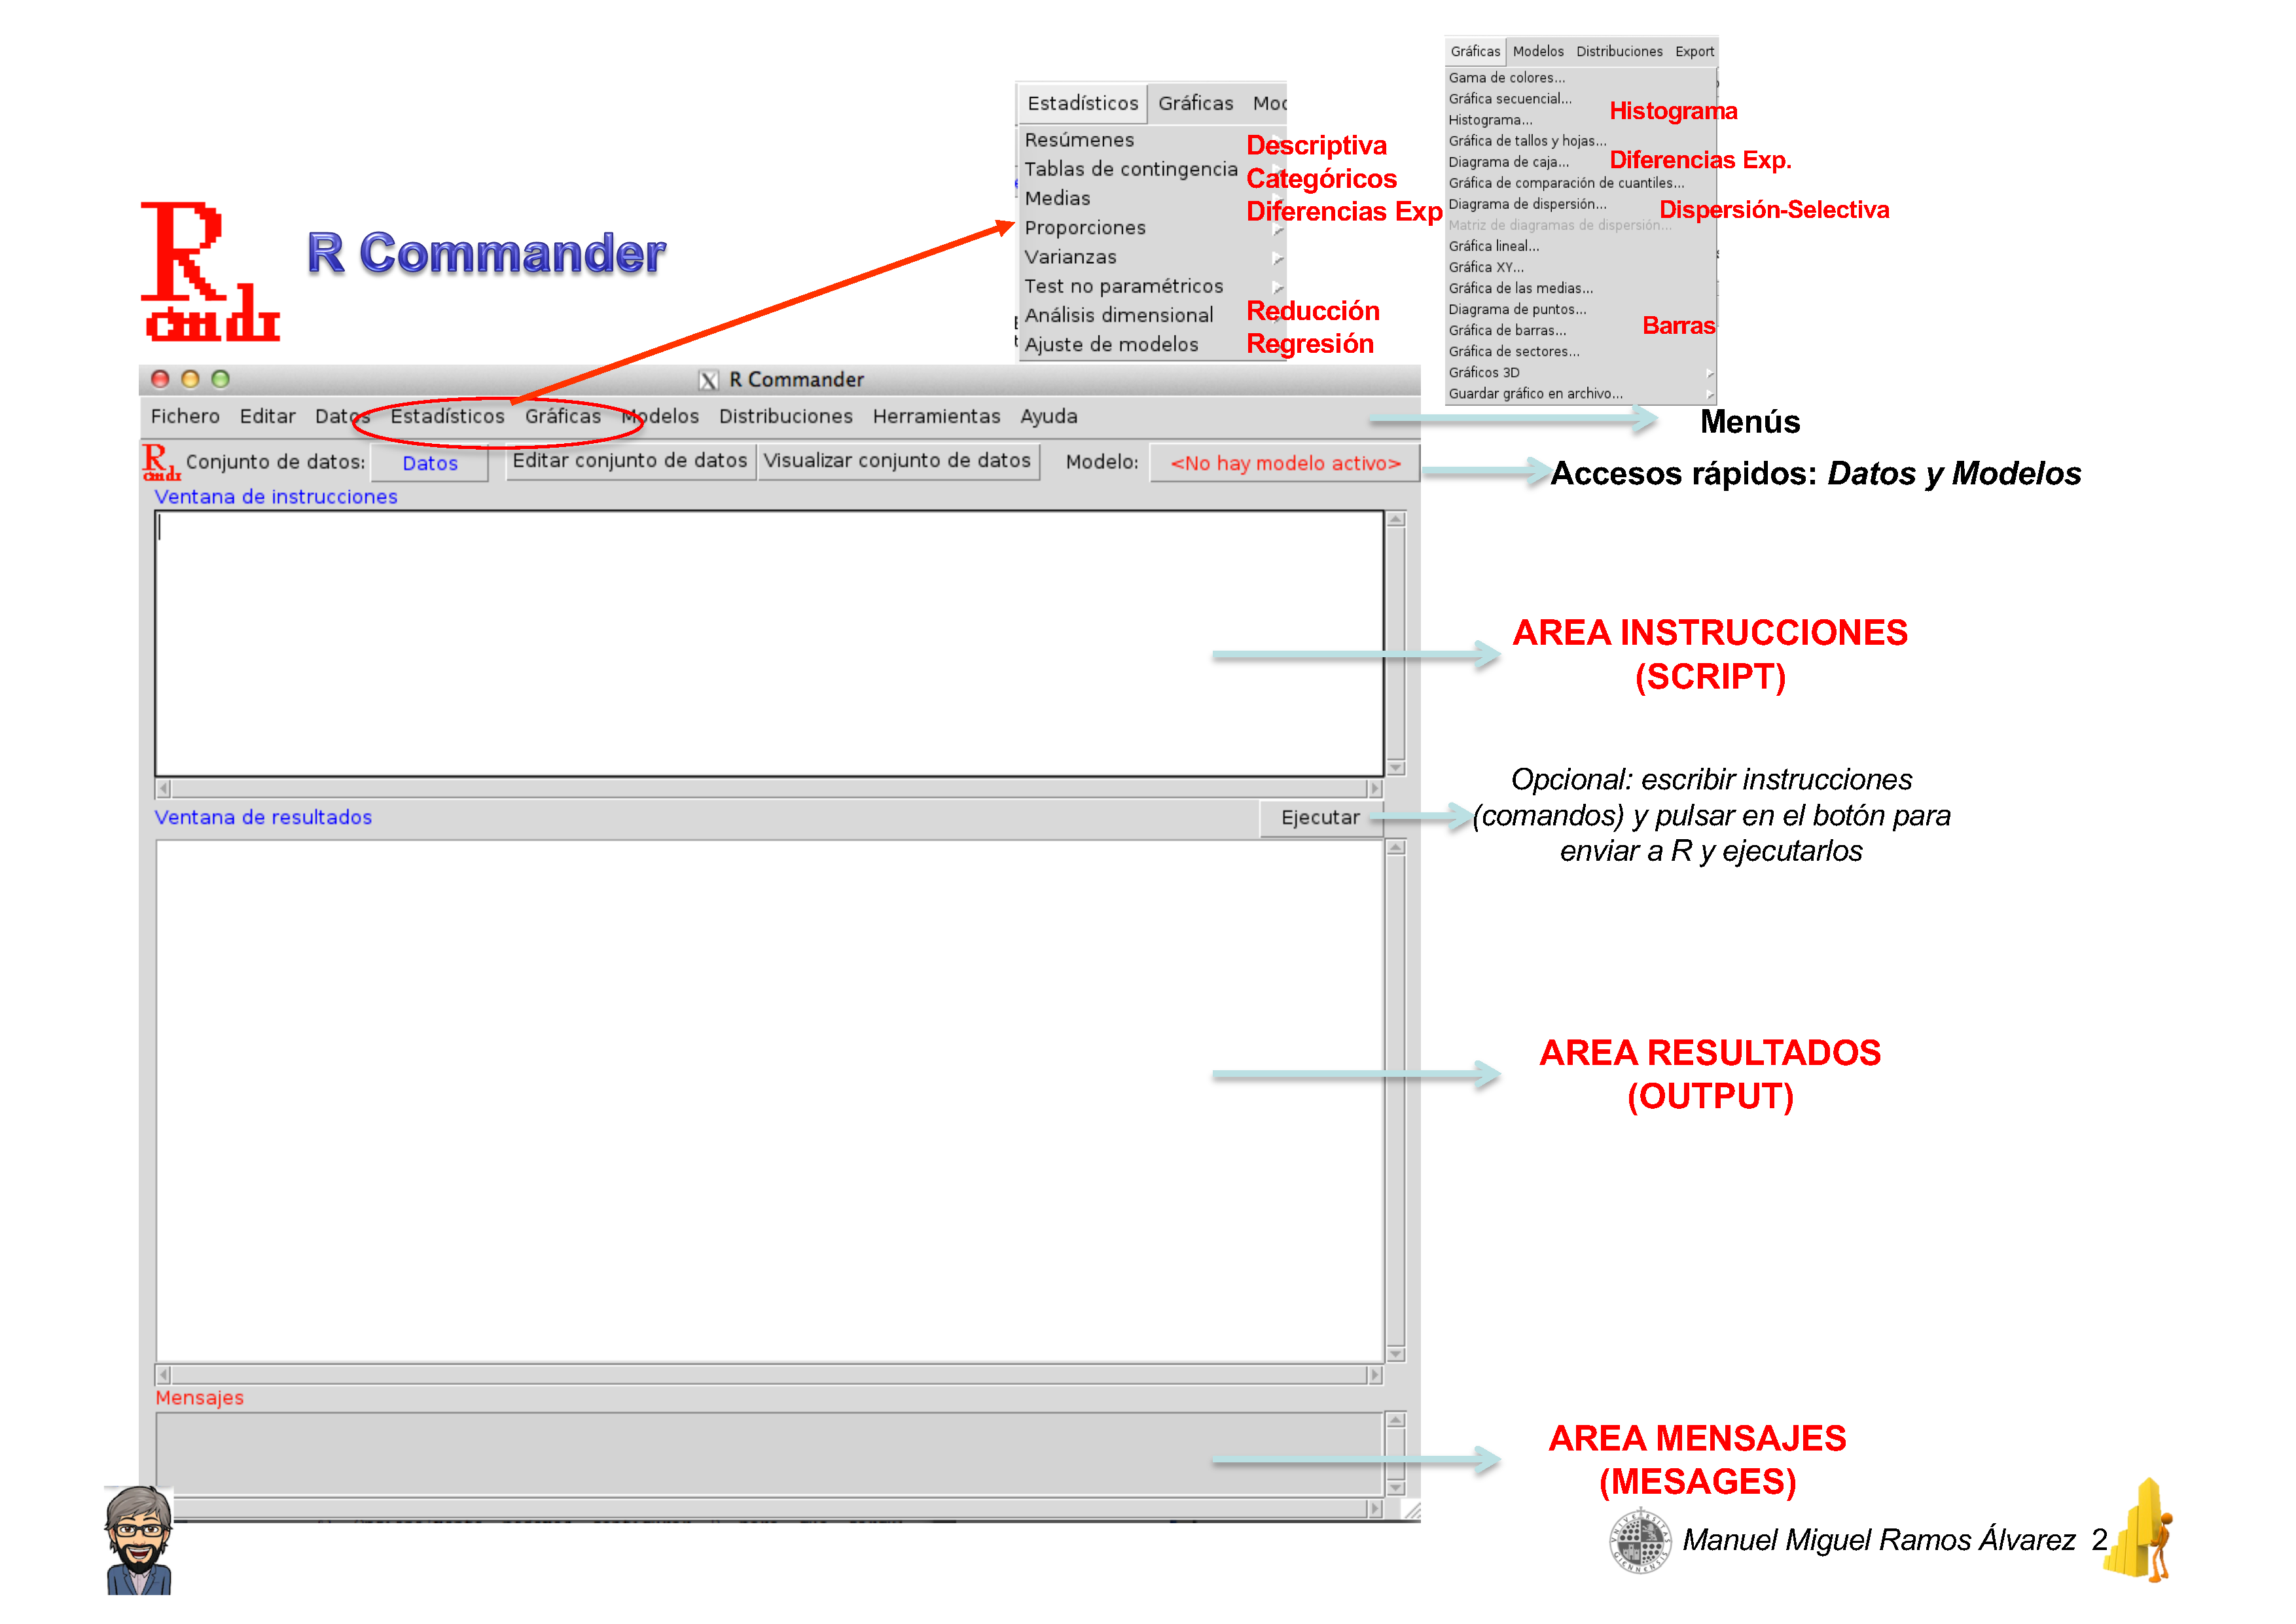 Gráficas Modelos Distribuciones Export
Gama de colores...
Gráfica secuencial...
Histograma...
Histograma
Gráfica de tallos y hojas...
Diagrama de caja...
Diferencias Exp.
Gráfica de comparación de cuantiles...
Diagrama de dispersión...
Dispersión-Selectiva
Matriz de diagramas de dispersión...
Gráfica lineal...
Gráfica XY...
Gráfica de las medias...
Diagrama de puntos...
Gráfica de barras...
Barras
Gráfica de sectores...
Gráficos 3D
Guardar gráfico en archivo...
Estadísticos Gráficas Mod
Resúmenes
Descriptiva
Tablas de contingencia
Categóricos
Medias
Diferencias Exp
Proporciones
Varianzas
Test no paramétricos
Análisis dimensional
Reducción
Ajuste de modelos
Regresión
R
cmdr
R Commander
X R Commander
Fichero Editar Datos Estadísticos Gráficas Modelos Distribuciones Herramientas Ayuda
Menús
R
cmdr
Conjunto de datos: Datos Editar conjunto de datos Visualizar conjunto de datos Modelo: <No hay modelo activo>
Accesos rápidos: Datos y Modelos
Ventana de instrucciones
AREA INSTRUCCIONES
(SCRIPT)
Opcional: escribir instrucciones
(comandos) y pulsar en el botón para
enviar a R y ejecutarlos
Ventana de resultados
Ejecutar
AREA RESULTADOS
(OUTPUT)
Mensajes
AREA MENSAJES
(MESAGES)
Manuel Miguel Ramos Álvarez 2